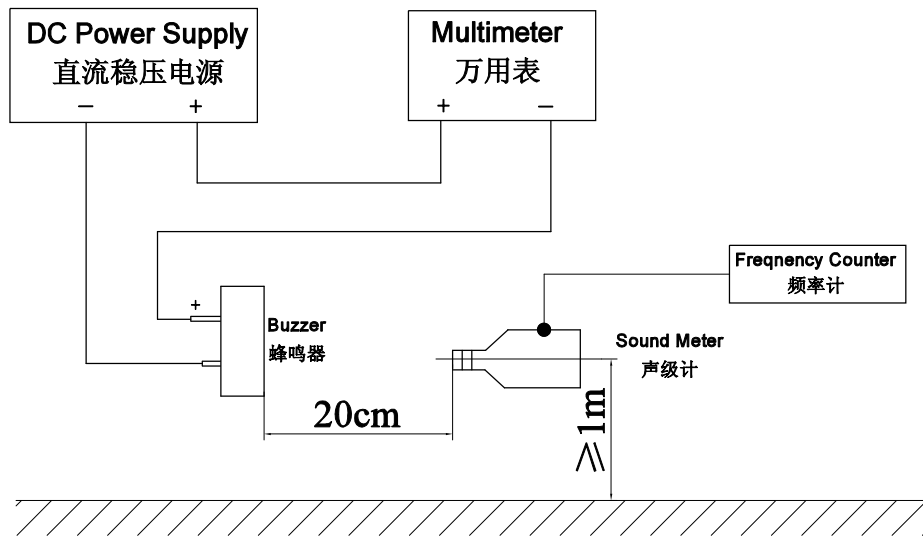 DC Power Supply
直流稳压电源
− +
Multimeter
万用表
+ −
Freqnency Counter
频率计
+
Buzzer
蜂鸣器
Sound Meter
声级计
20cm
≥1m